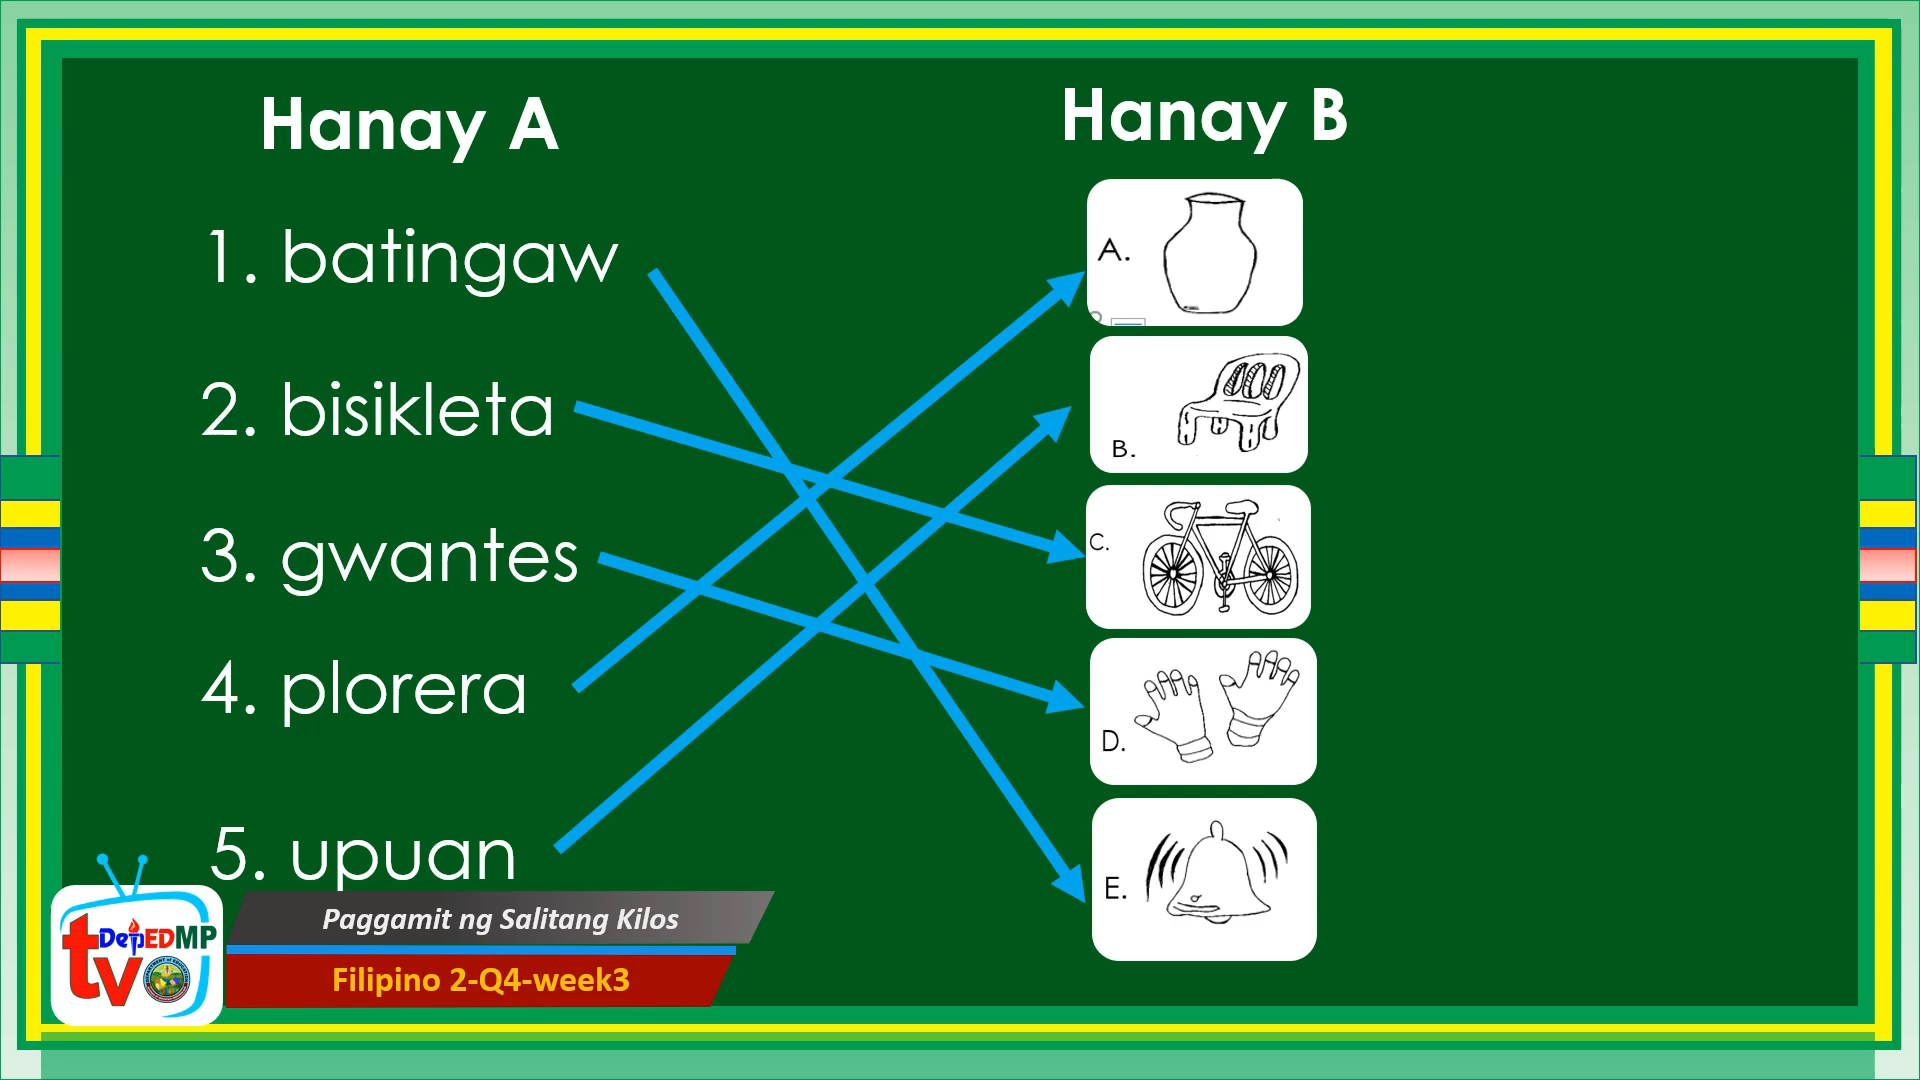 Hanay A
Hanay B
1. batingaw
2. bisikleta
3. gwantes
4. plorera
5. upuan
A.
B.
C.
D.
E.
Paggamit ng Salitang Kilos
Filipino 2-Q4-week3
DepEDMP
tv